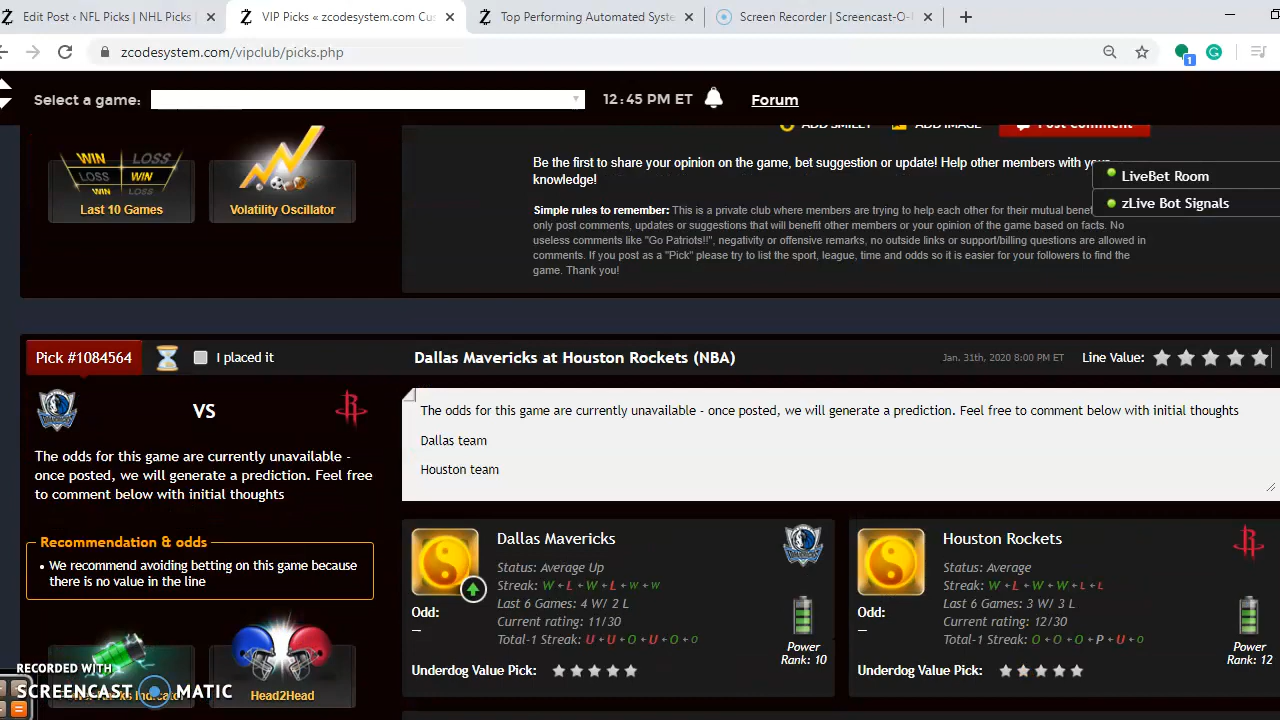 Edit Post ‹ NFL Picks | NHL Picks
VIP Picks « zcodesystem.com Cus
Top Performing Automated Syste
Screen Recorder | Screencast-O-
zcodesystem.com/vipclub/picks.php
1
Select a game:
12:45 PM ET
Forum
ADD SMILEY
ADD IMAGE
Post comment
WIN LOSS
LOSS WIN
WIN LOSS
Last 10 Games
Volatility Oscillator
Be the first to share your opinion on the game, bet suggestion or update! Help other members with your
knowledge!
Simple rules to remember: This is a private club where members are trying to help each other for their mutual benef
only post comments, updates or suggestions that will benefit other members or your opinion of the game based on facts. No
useless comments like "Go Patriots!!", negativity or offensive remarks, no outside links or support/billing questions are allowed in
comments. If you post as a "Pick" please try to list the sport, league, time and odds so it is easier for your followers to find the
game. Thank you!
LiveBet Room
zLive Bot Signals
Pick #1084564
I placed it
Dallas Mavericks at Houston Rockets (NBA)
Jan. 31th, 2020 8:00 PM ET
Line Value:
VS
The odds for this game are currently unavailable -
once posted, we will generate a prediction. Feel free
to comment below with initial thoughts
The odds for this game are currently unavailable - once posted, we will generate a prediction. Feel free to comment below with initial thoughts
Dallas team
Houston team
Recommendation & odds
• We recommend avoiding betting on this game because
there is no value in the line
Dallas Mavericks
Status: Average Up
Streak: W - L - W - L - W - W
Last 6 Games: 4 W/ 2 L
Current rating: 11/30
Total-1 Streak: U - U - O - U - O - O
Odd:
—
Underdog Value Pick:
Power
Rank: 10
Houston Rockets
Status: Average
Streak: W - L - W - W - L - L
Last 6 Games: 3 W/ 3 L
Current rating: 12/30
Total-1 Streak: O - O - O - P - U - O
Odd:
—
Underdog Value Pick:
Power
Rank: 12
Head2Head
RECORDED WITH
SCREENCAST MATIC